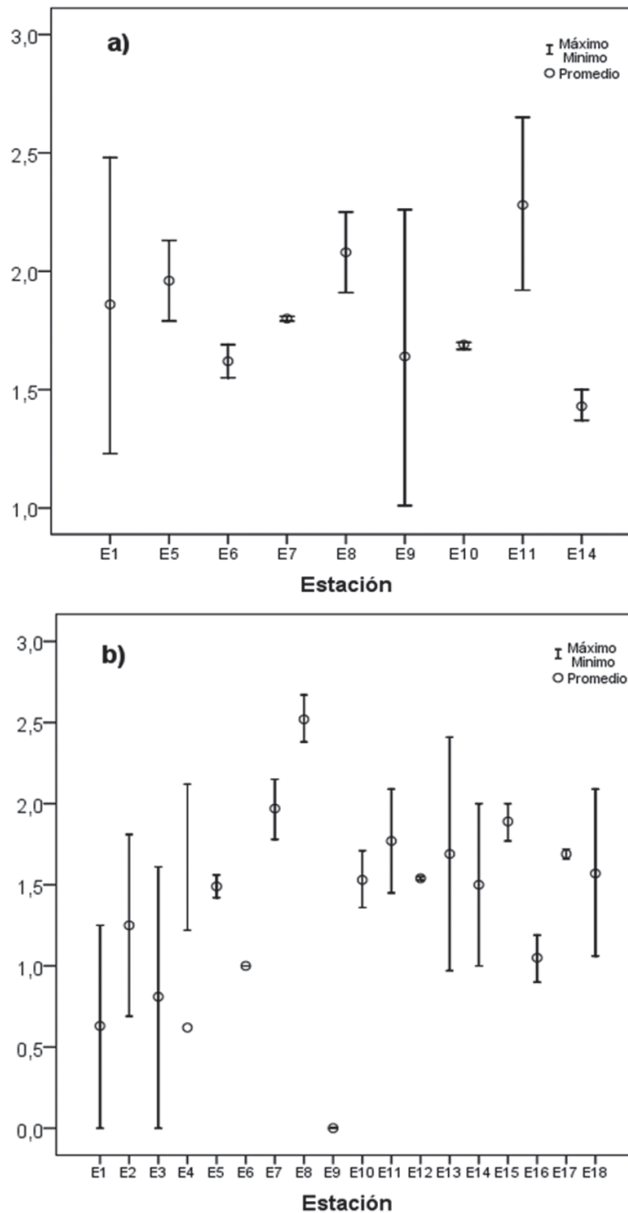 a)
Máximo
Minimo
Promedio
3,0
2,5
2,0
1,5
1,0
E1 E5 E6 E7 E8 E9 E10 E11 E14
Estación
b)
Máximo
Minimo
Promedio
3,0
2,5
2,0
1,5
1,0
0,5
0,0
E1 E2 E3 E4 E5 E6 E7 E8 E9 E10 E11 E12 E13 E14 E15 E16 E17 E18
Estación